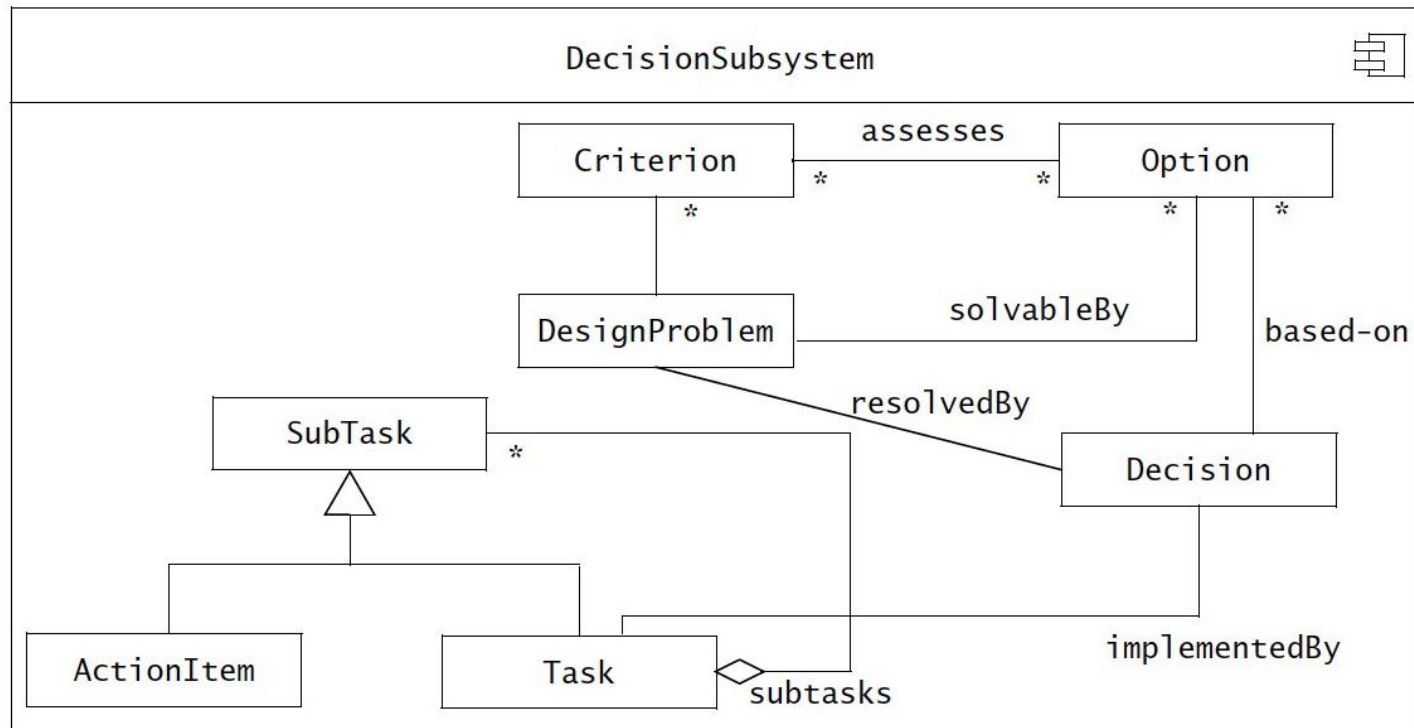 DecisionSubsystem
assesses
Criterion
Option
*
*
*
*
*
solvableBy
DesignProblem
based-on
resolvedBy
SubTask
*
Decision
implementedBy
ActionItem
Task
subtasks